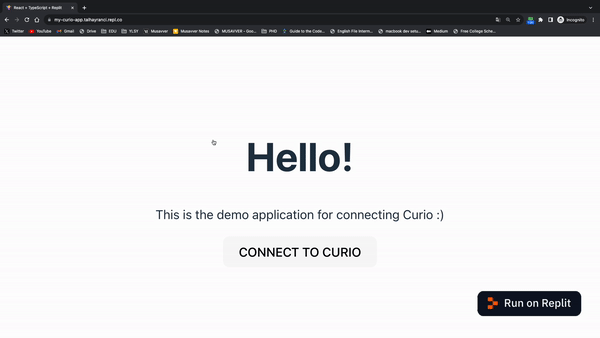 React + TypeScript + Replit
my-curio-app.talhayranci.repl.co
Incognito
Twitter YouTube Gmail Drive EDU YLSY Musavver Musavver Notes MUSAVVER - Goo... PHD Guide to the Code... English File Interm... macbook dev setu... Medium Free College Sche...
Hello!
This is the demo application for connecting Curio :)
CONNECT TO CURIO
Run on Replit